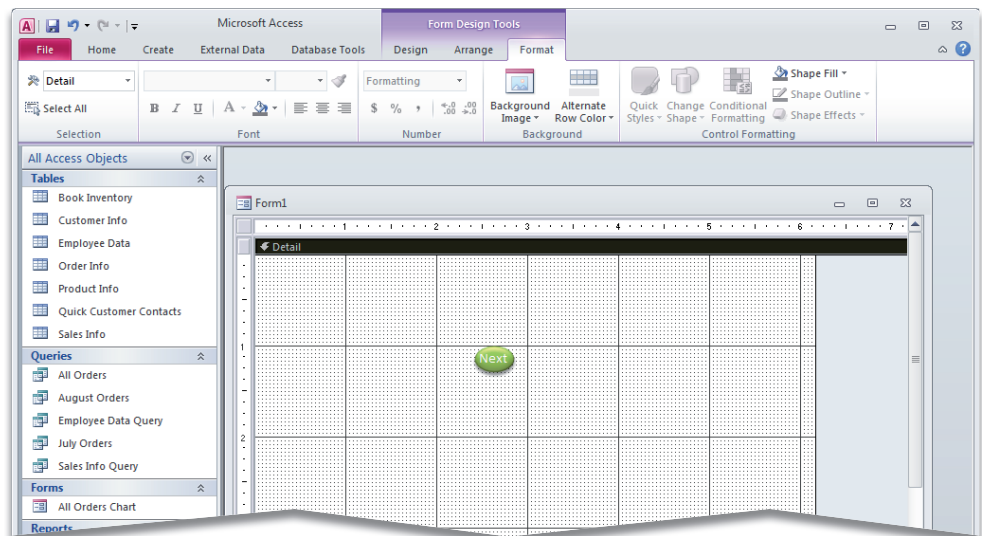 A Microsoft Access Form Design Tools
File Home Create External Data Database Tools Design Arrange Format
Detail Formatting Shape Fill
Select All B I U A $ % , .0 .00 .00 .0 Background Image Alternate Row Color Quick Styles Change Shape Conditional Formatting Shape Outline
Shape Effects
Selection Font Number Background Control Formatting
All Access Objects
Tables
Book Inventory
Customer Info
Employee Data
Order Info
Product Info
Quick Customer Contacts
Sales Info
Queries
All Orders
August Orders
Employee Data Query
July Orders
Sales Info Query
Forms
All Orders Chart
Reports
Form1
1 2 3 4 5 6 7
Detail
1
Next
2